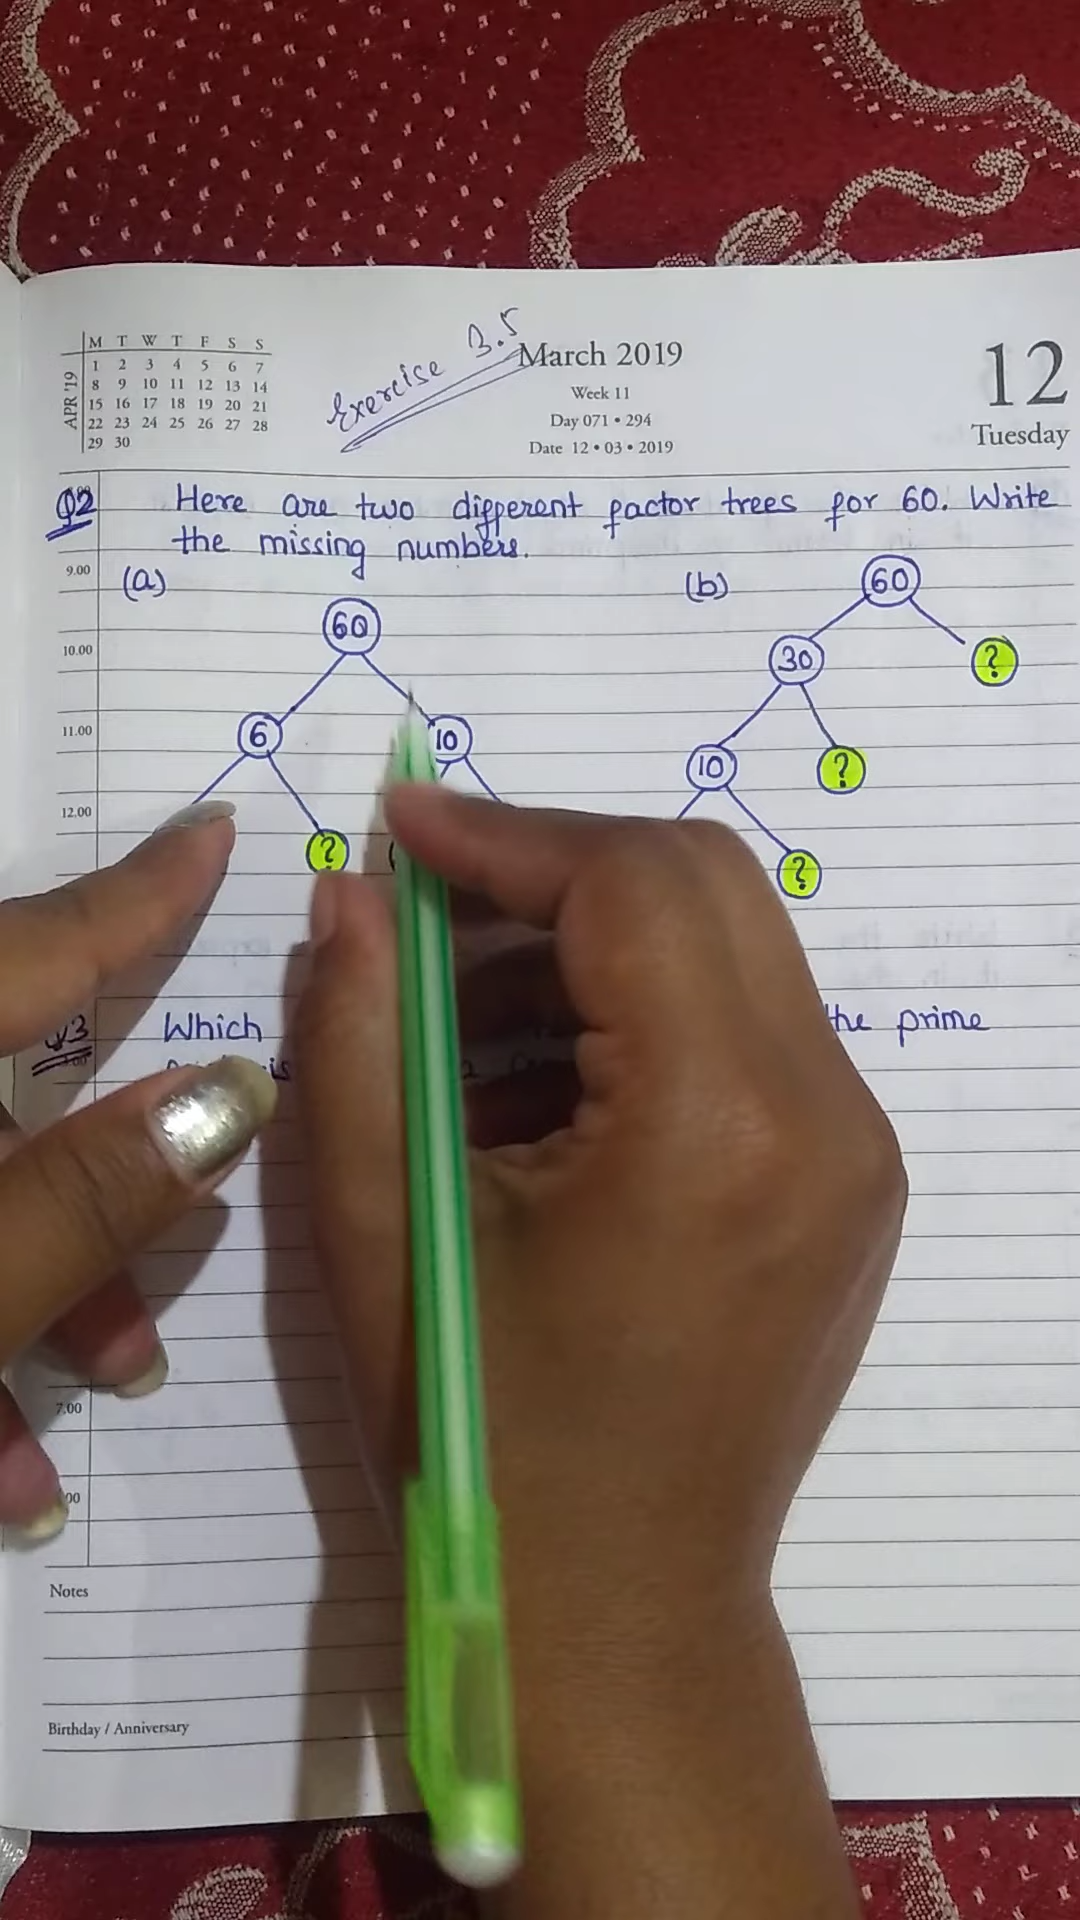 M T W T F S S
APR '19
1 2 3 4 5 6 7
8 9 10 11 12 13 14
15 16 17 18 19 20 21
22 23 24 25 26 27 28
29 30
Exercise 3.5
March 2019
Week 11
Day 071 • 294
Date 12 • 03 • 2019
12
Tuesday
Q2 Here are two different factor trees for 60. Write
the missing numbers.
9.00
(a)
(b)
60
60
10.00
30
?
11.00
6
10
10
?
12.00
?
?
Q3 Which
the prime
7.00
Notes
Birthday / Anniversary